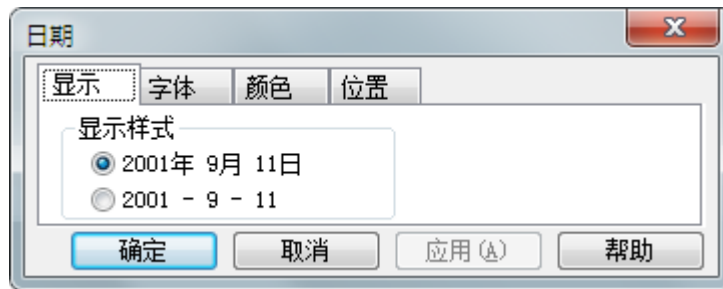 日期
显示 字体 颜色 位置
显示样式
2001年 9月 11日
2001 - 9 - 11
确定 取消 应用(A) 帮助